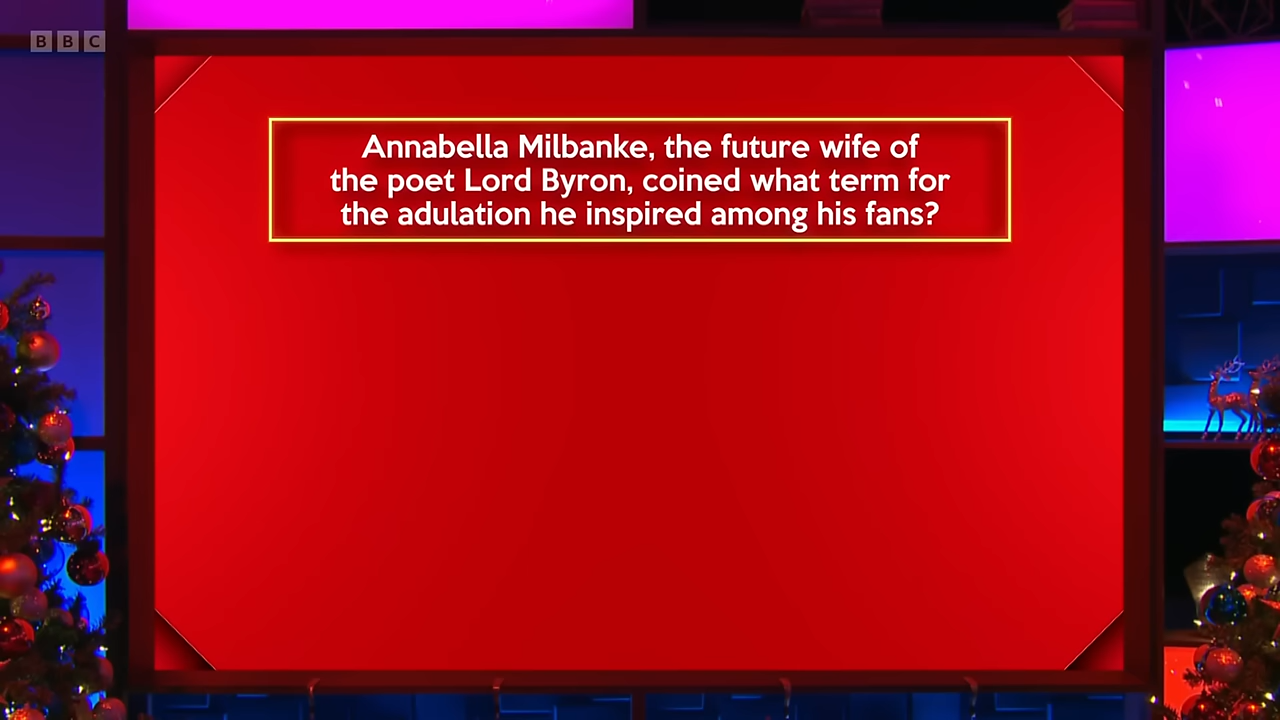 BBC
Annabella Milbanke, the future wife of
the poet Lord Byron, coined what term for
the adulation he inspired among his fans?